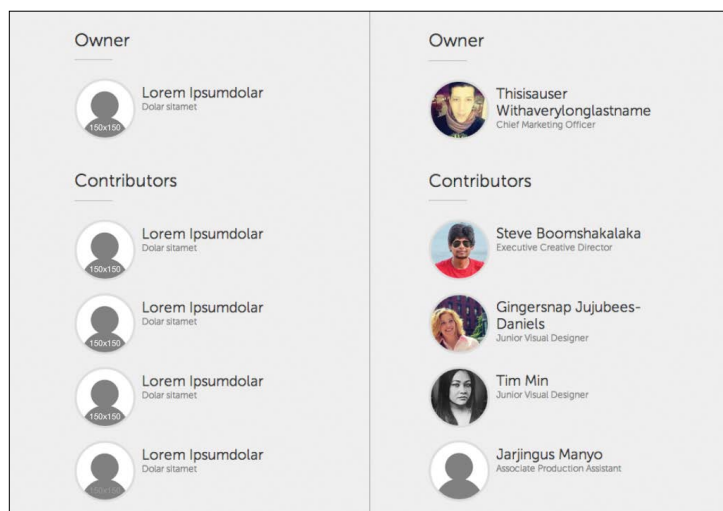 Owner
Lorem Ipsumdolar
Dolar sitamet
150x150
Contributors
Lorem Ipsumdolar
Dolar sitamet
150x150
Lorem Ipsumdolar
Dolar sitamet
150x150
Lorem Ipsumdolar
Dolar sitamet
150x150
Lorem Ipsumdolar
Dolar sitamet
150x150
Owner
Thisisauser
Withaverylonglastname
Chief Marketing Officer
Contributors
Steve Boomshakalaka
Executive Creative Director
Gingersnap Jujubees-
Daniels
Junior Visual Designer
Tim Min
Junior Visual Designer
Jarjingus Manyo
Associate Production Assistant